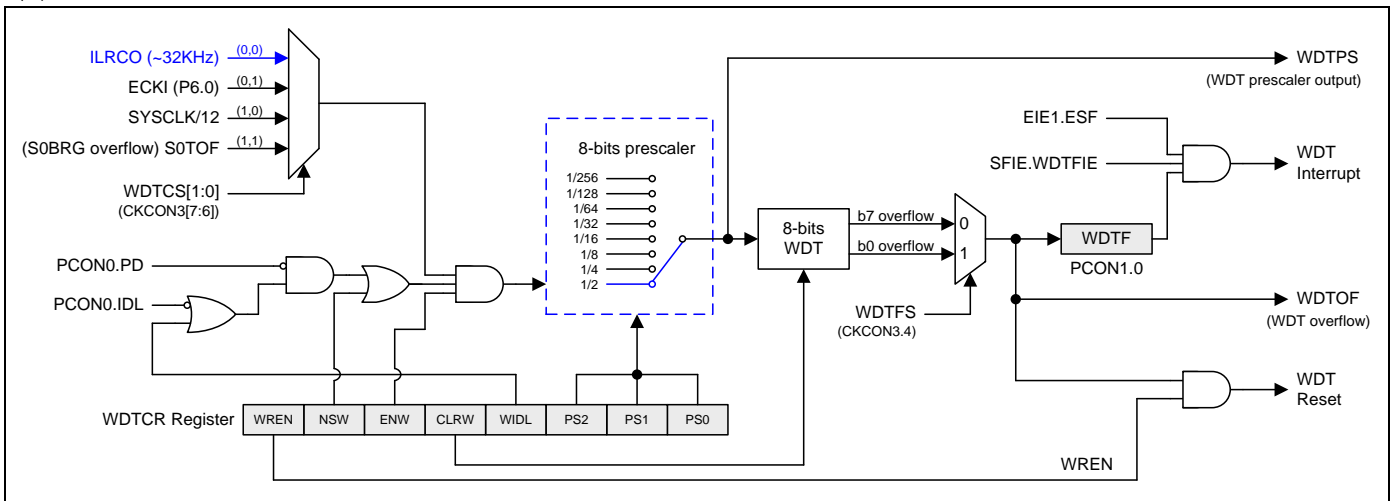 ILRCO (~32KHz)
(0,0)
ECKI (P6.0)
(0,1)
SYSCLK/12
(1,0)
(S0BRG overflow) S0TOF
(1,1)
WDTCS[1:0]
(CKCON3[7:6])
PCON0.PD
PCON0.IDL
8-bits prescaler
1/256
1/128
1/64
1/32
1/16
1/8
1/4
1/2
8-bits
WDT
b7 overflow
b0 overflow
0
1
WDTFS
(CKCON3.4)
WDTPS
(WDT prescaler output)
EIE1.ESF
SFIE.WDTFIE
WDT
Interrupt
WDTF
PCON1.0
WDTOF
(WDT overflow)
WDT
Reset
WREN
WDTCR Register
WREN NSW ENW CLRW WIDL PS2 PS1 PS0